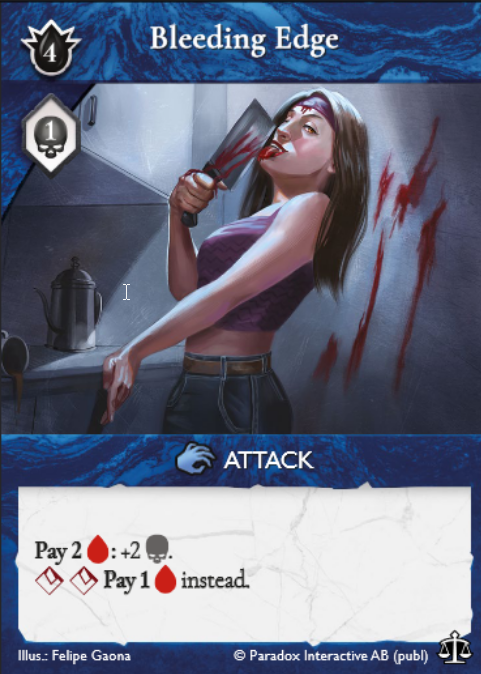 4
Bleeding Edge
1
ATTACK
Pay 2 : +2 .
Pay 1 instead.
Illus.: Felipe Gaona
© Paradox Interactive AB (publ)